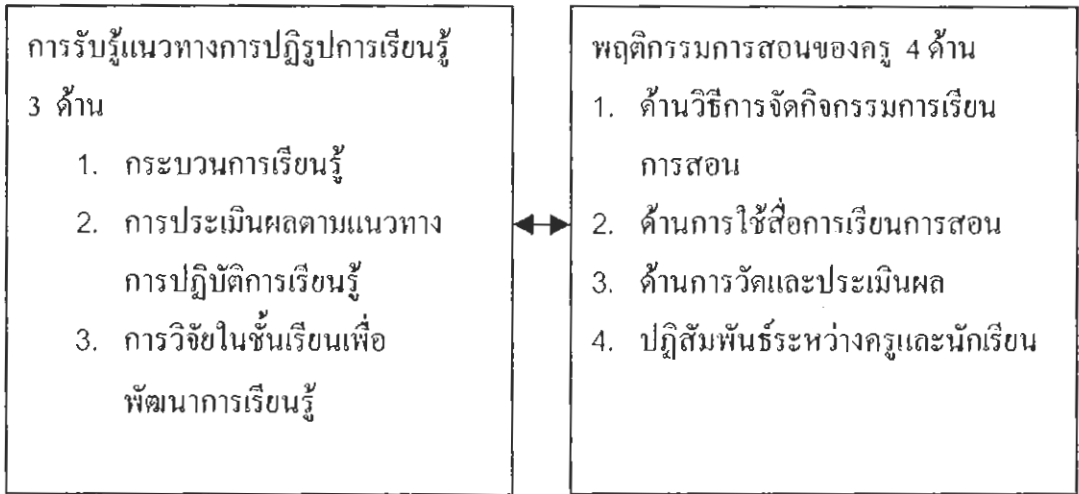 การรับรู้แนวทางการปฏิรูปการเรียนรู้
3 ด้าน
1. กระบวนการเรียนรู้
2. การประเมินผลตามแนวทาง
การปฏิบัติการเรียนรู้
3. การวิจัยในชั้นเรียนเพื่อ
พัฒนาการเรียนรู้
พฤติกรรมการสอนของครู 4 ด้าน
1. ด้านวิธีการจัดกิจกรรมการเรียน
การสอน
2. ด้านการใช้สื่อการเรียนการสอน
3. ด้านการวัดและประเมินผล
4. ปฏิสัมพันธ์ระหว่างครูและนักเรียน